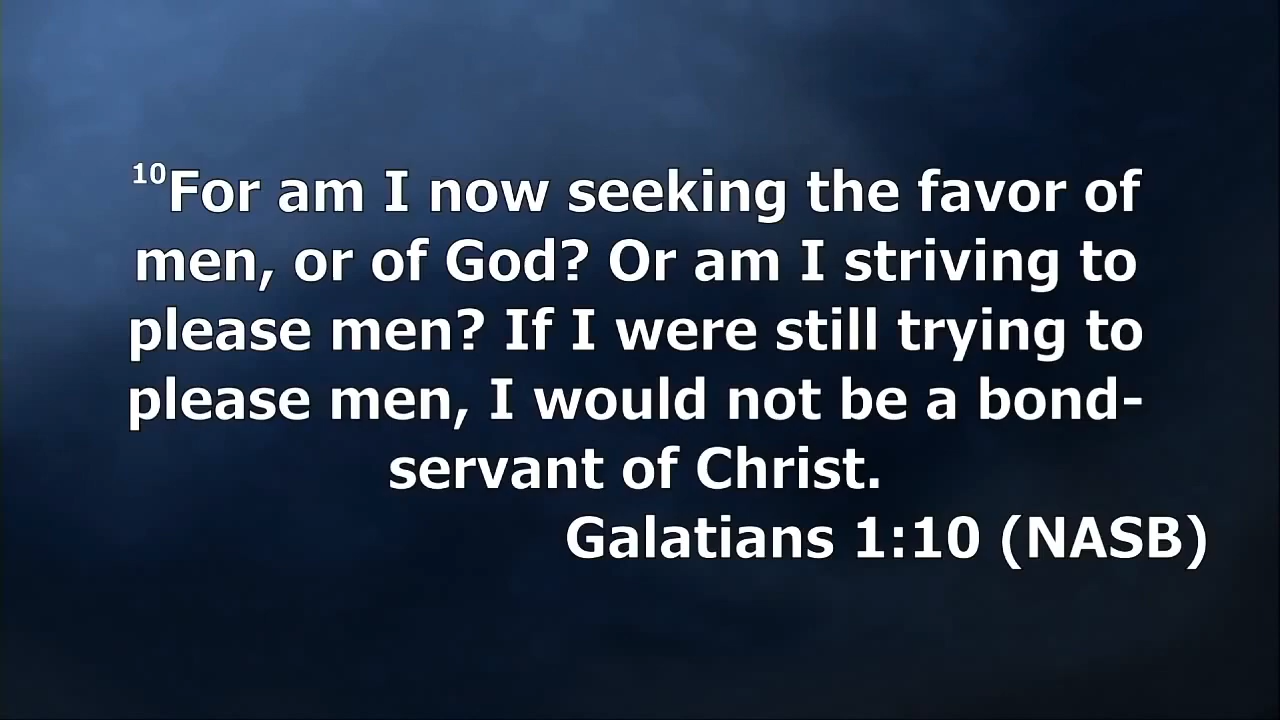 10For am I now seeking the favor of
men, or of God? Or am I striving to
please men? If I were still trying to
please men, I would not be a bond-
servant of Christ.
Galatians 1:10 (NASB)